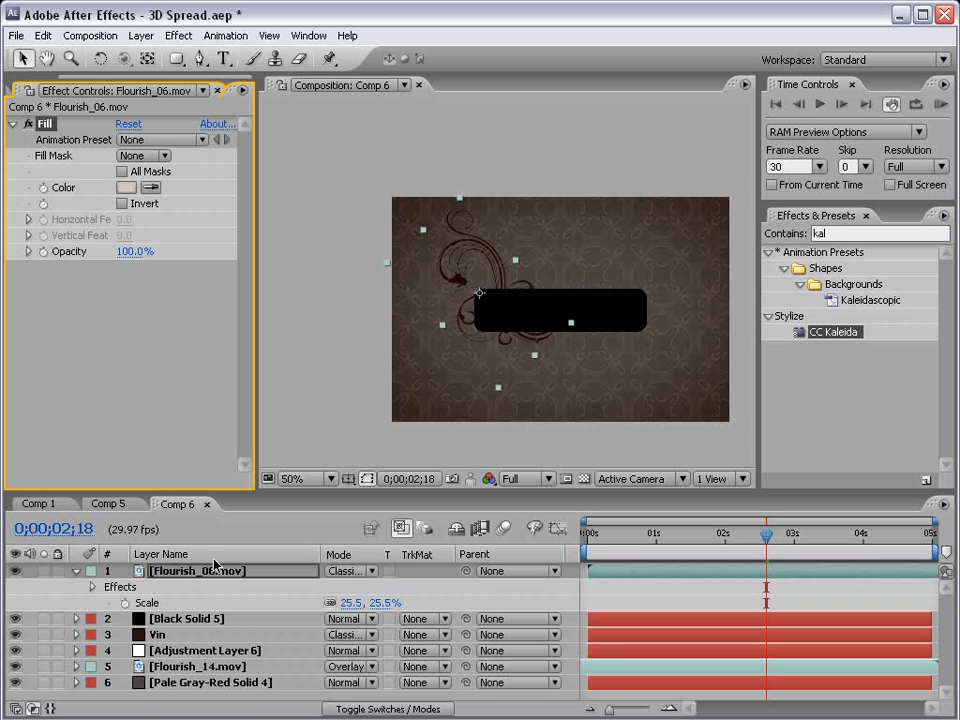 Adobe After Effects - 3D Spread.aep *
File Edit Composition Layer Effect Animation View Window Help
Workspace: Standard
Effect Controls: Flourish_06.mov
Comp 6 * Flourish_06.mov
fx Fill Reset About...
Animation Preset None
Fill Mask None
All Masks
Color
Invert
Horizontal Fe 0.0
Vertical Feat 0.0
Opacity 100.0%
Composition: Comp 6
50% 0;00;02;18 Full Active Camera 1 View
Time Controls
RAM Preview Options
Frame Rate Skip Resolution
30 0 Full
From Current Time Full Screen
Effects & Presets
Contains: kal
* Animation Presets
Shapes
Backgrounds
Kaleidascopic
Stylize
CC Kaleida
Comp 1 Comp 5 Comp 6
0;00;02;18 (29.97 fps)
:00s 01s 02s 03s 04s 05s
# Layer Name Mode T TrkMat Parent
1 [Flourish_06.mov] Classi... None
Effects
Scale 25.5, 25.5%
2 [Black Solid 5] Normal None None
3 Vin Classi... None None
4 [Adjustment Layer 6] Normal None None
5 [Flourish_14.mov] Overlay None None
6 [Pale Gray-Red Solid 4] Normal None None
Toggle Switches / Modes